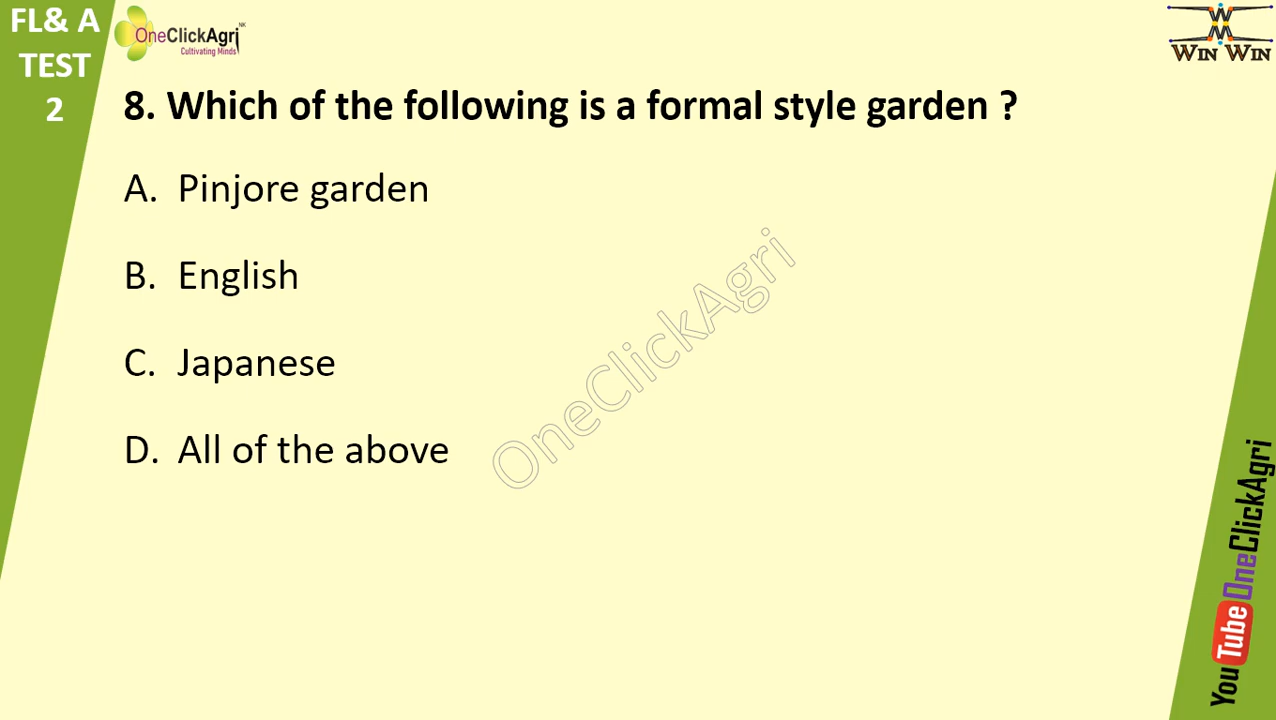 FL& A
TEST
2
OneClickAgri NK
Cultivating Minds
WIN WIN
8. Which of the following is a formal style garden ?
A. Pinjore garden
B. English
C. Japanese
D. All of the above
OneClickAgri
YouTube OneClickAgri